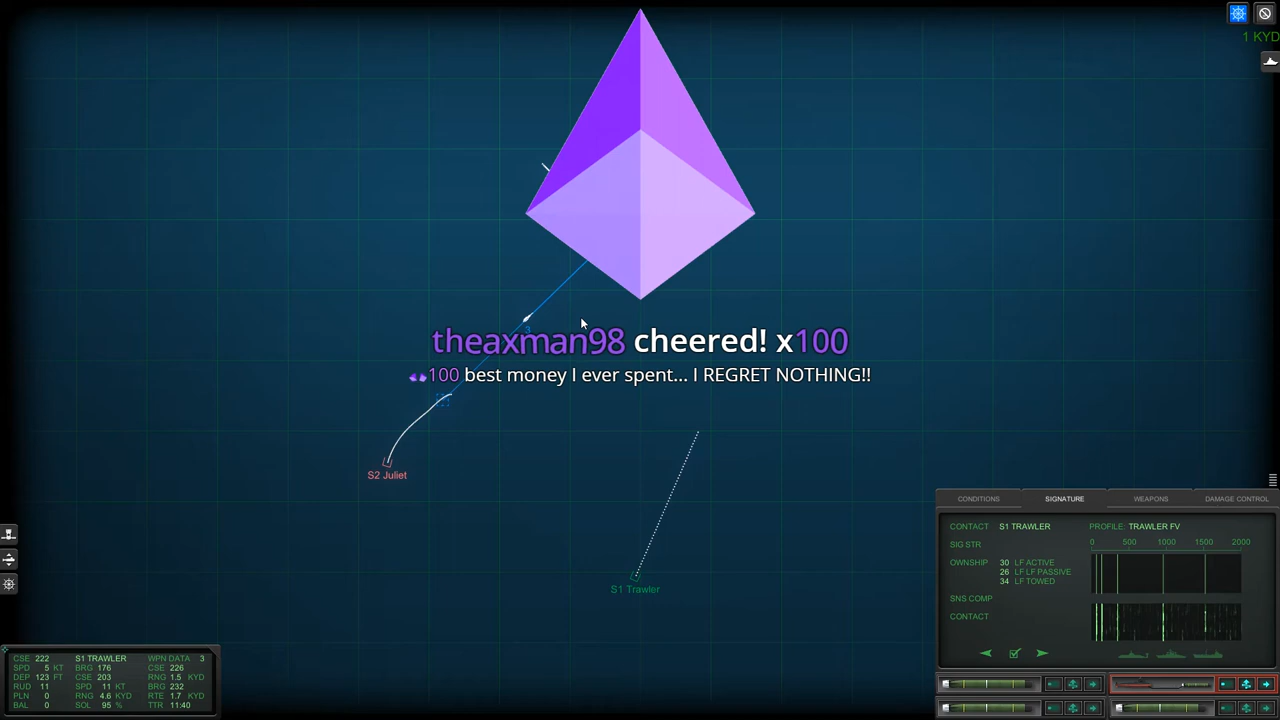 1 KYD
theaxman98 cheered! x100
100 best money I ever spent... I REGRET NOTHING!!
3
S2 Juliet
S1 Trawler
CONDITIONS SIGNATURE WEAPONS DAMAGE CONTROL
CONTACT S1 TRAWLER PROFILE: TRAWLER FV
SIG STR 0 500 1000 1500 2000
OWNSHIP 30 LF ACTIVE
26 LF LF PASSIVE
34 LF TOWED
SNS COMP
CONTACT
CSE 222 S1 TRAWLER WPN DATA 3
SPD 5 KT BRG 176 CSE 226
DEP 123 FT CSE 203 RNG 1.5 KYD
RUD 11 SPD 11 KT BRG 232
PLN 0 RNG 4.6 KYD RTE 1.7 KYD
BAL 0 SOL 95 % TTR 11:40